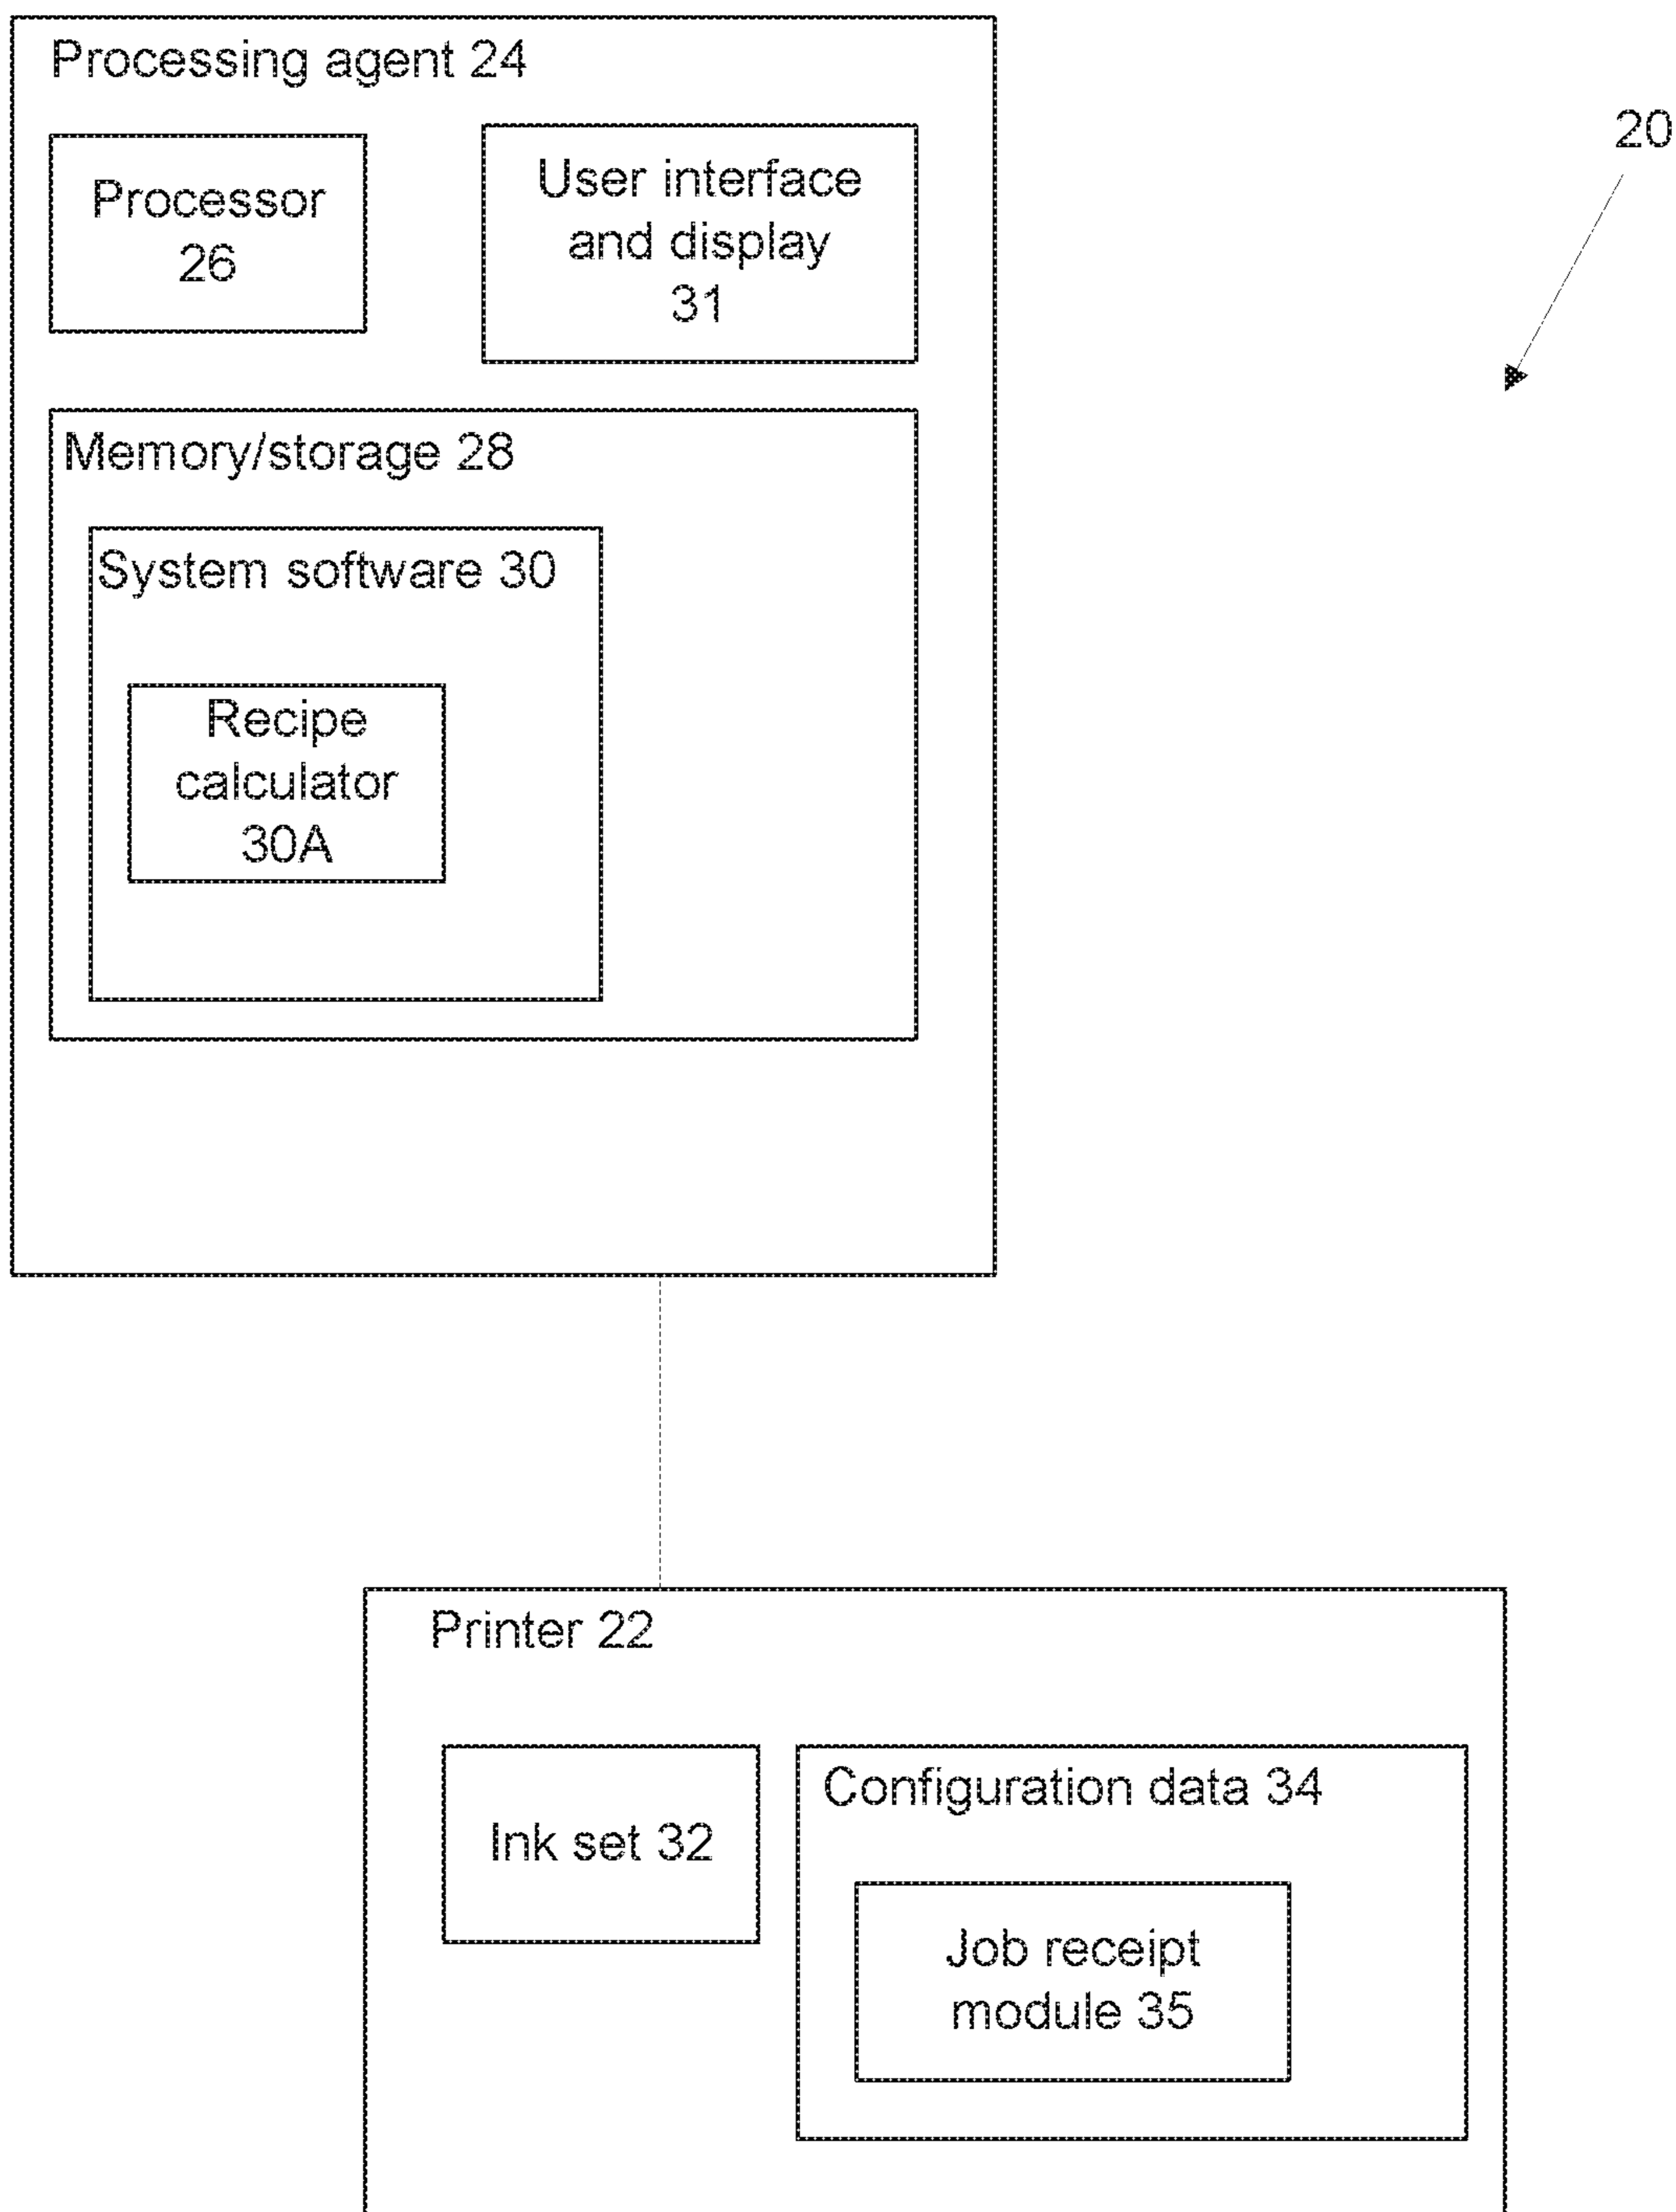 Processing agent 24
20
Processor
26
User interface
and display
31
Memory/storage 28
System software 30
Recipe
calculator
30A
Printer 22
Ink set 32
Configuration data 34
Job receipt
module 35